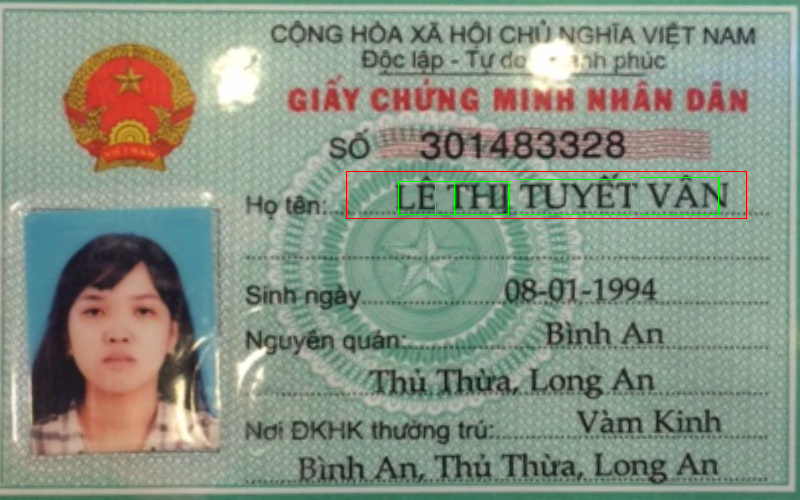 CỘNG HÒA XÃ HỘI CHỦ NGHĨA VIỆT NAM
Độc lập - Tự do phúc
GIẤY CHỨNG MINH NHÂN DÂN
SỐ 301483328
Họ tên: LÊ THỊ TUYẾT VÂN
Sinh ngày 08-01-1994
Nguyên quán: Bình An
Thủ Thừa, Long An
Nơi ĐKHK thường trú: Vàm Kinh
Bình An, Thủ Thừa, Long An